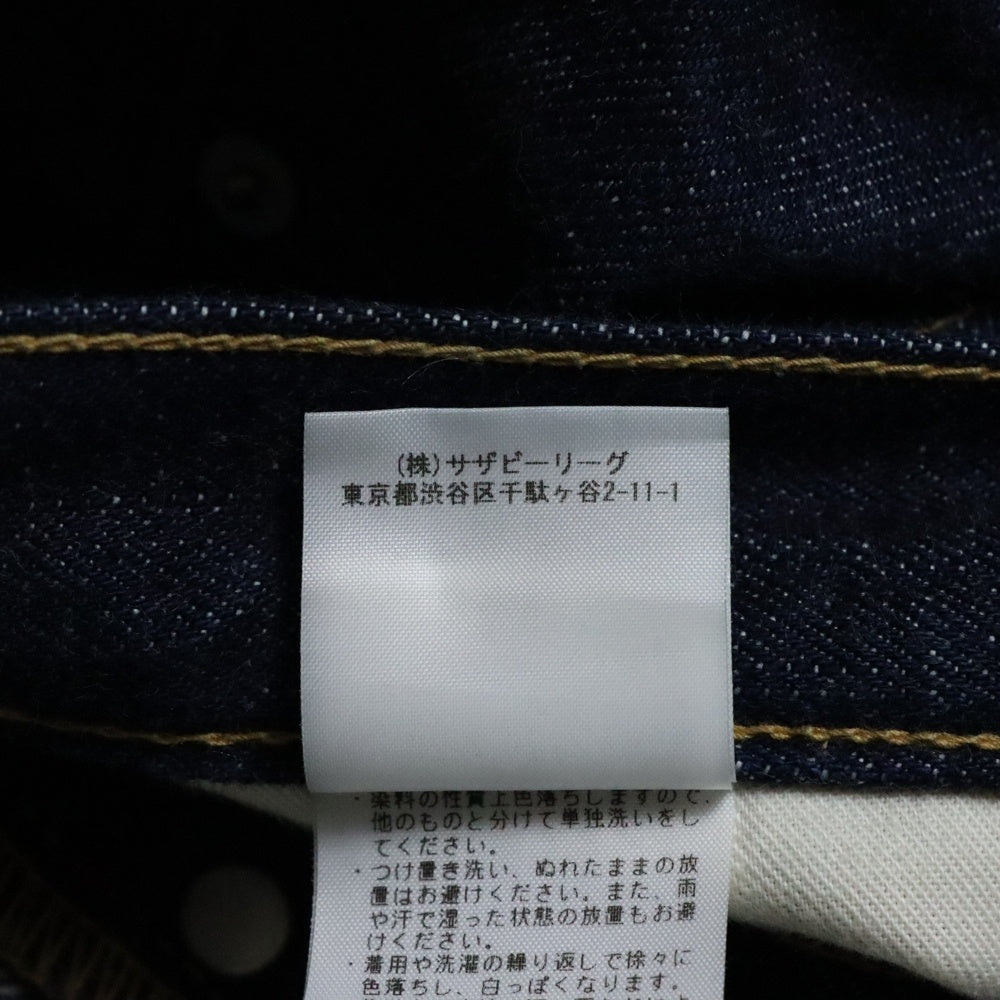 (株)サザビーリーグ
東京都渋谷区千駄ヶ谷2-11-1
・染料の性質上色落ちしますので、
他のものと分けて単独洗いをし
てください。
・つけ置き洗い、ぬれたままの放
置はお避けください。また、雨
や汗で湿った状態の放置もお避
けください。
・着用や洗濯の繰り返しで徐々に
色落ちし、白っぽくなります。